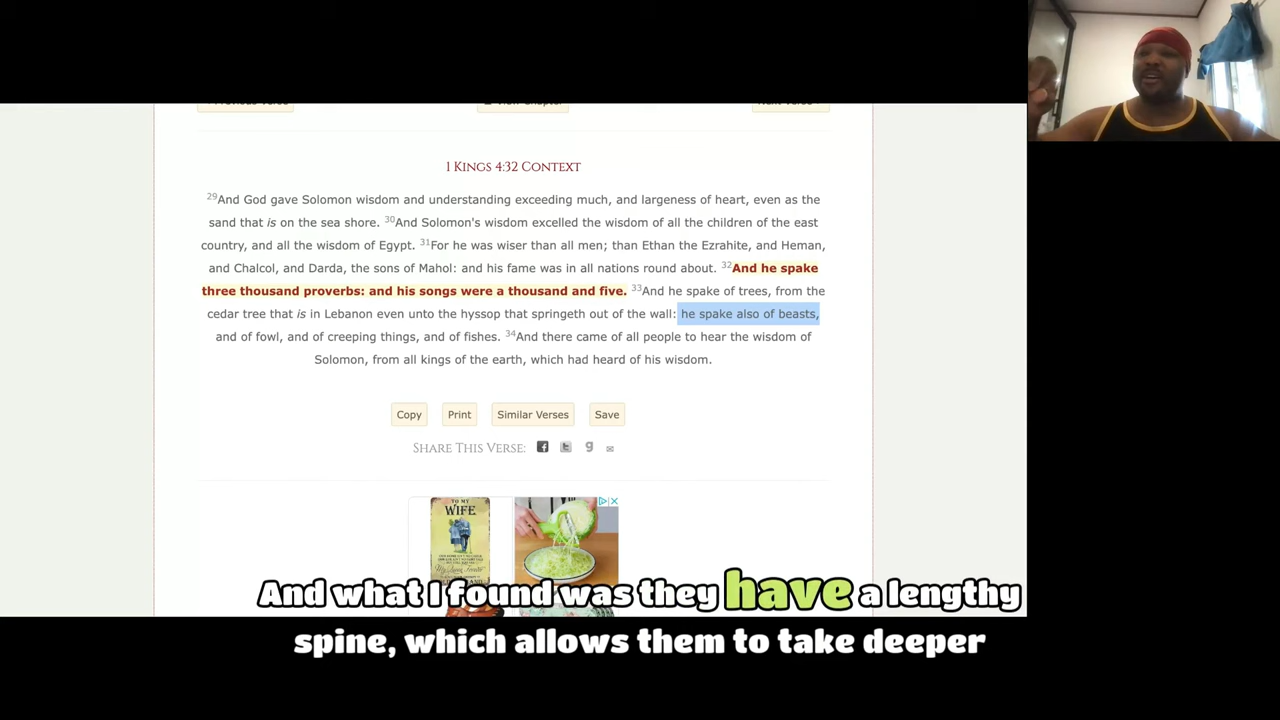 1 Kings 4:32 Context
29And God gave Solomon wisdom and understanding exceeding much, and largeness of heart, even as the
sand that is on the sea shore. 30And Solomon's wisdom excelled the wisdom of all the children of the east
country, and all the wisdom of Egypt. 31For he was wiser than all men; than Ethan the Ezrahite, and Heman,
and Chalcol, and Darda, the sons of Mahol: and his fame was in all nations round about. 32And he spake
three thousand proverbs: and his songs were a thousand and five. 33And he spake of trees, from the
cedar tree that is in Lebanon even unto the hyssop that springeth out of the wall: he spake also of beasts,
and of fowl, and of creeping things, and of fishes. 34And there came of all people to hear the wisdom of
Solomon, from all kings of the earth, which had heard of his wisdom.
Copy Print Similar Verses Save
Share This Verse:
TO MY
WIFE
And what I found was they have a lengthy
spine, which allows them to take deeper